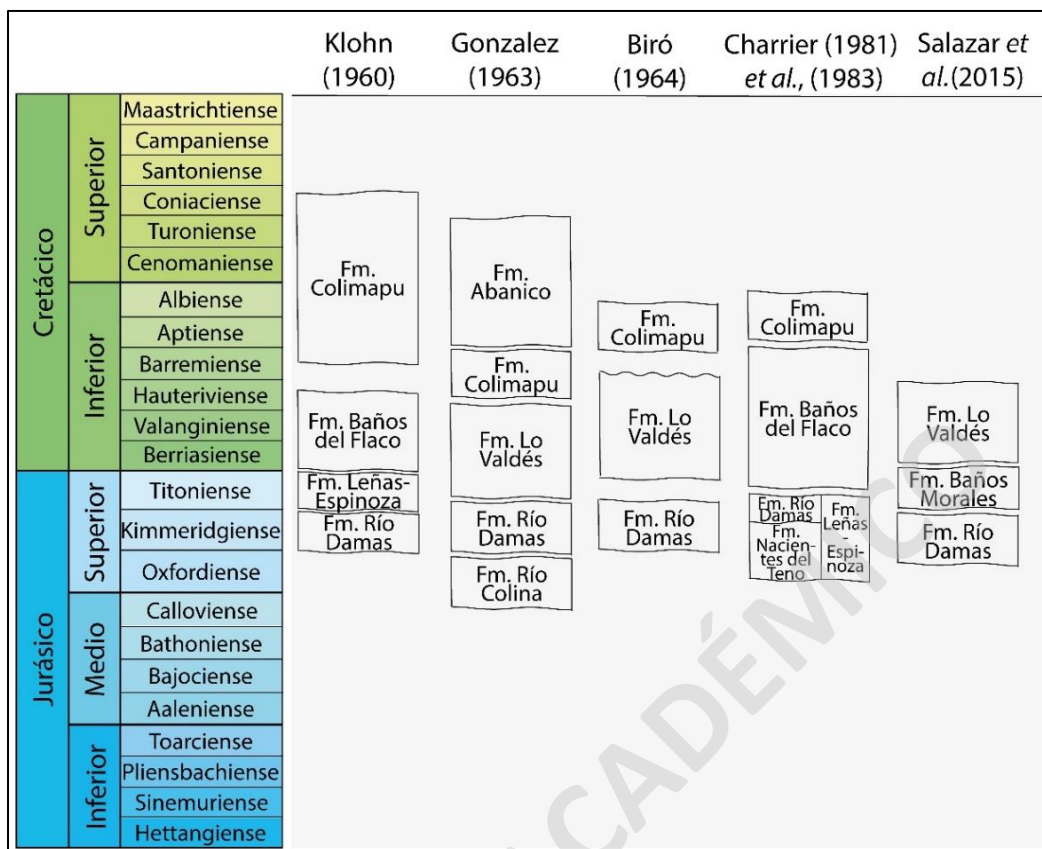 Klohn
(1960)
Gonzalez
(1963)
Biró
(1964)
Charrier (1981)
et al., (1983)
Salazar et
al.(2015)
Cretácico
Superior
Maastrichtiense
Campaniense
Santoniense
Coniaciense
Turoniense
Cenomaniense
Inferior
Albiense
Aptiense
Barremiense
Hauteriviense
Valanginiense
Berriasiense
Jurásico
Superior
Titoniense
Kimmeridgiense
Oxfordiense
Medio
Calloviense
Bathoniense
Bajociense
Aaleniense
Inferior
Toarciense
Pliensbachiense
Sinemuriense
Hettangiense
Fm.
Colimapu
Fm. Baños
del Flaco
Fm. Leñas-
Espinoza
Fm. Río
Damas
Fm.
Abanico
Fm.
Colimapu
Fm. Lo
Valdés
Fm. Río
Damas
Fm. Río
Colina
Fm.
Colimapu
Fm. Lo
Valdés
Fm. Río
Damas
Fm.
Colimapu
Fm. Baños
del Flaco
Fm. Río
Damas
Fm.
Nacien-
tes del
Teno
Fm.
Leñas
-
Espi-
noza
Fm. Lo
Valdés
Fm. Baños
Morales
Fm. Río
Damas
CADÉMICO